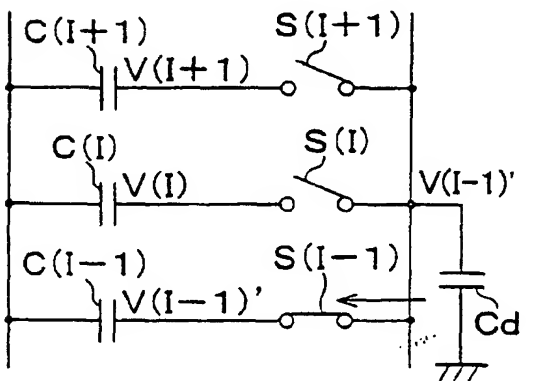 C(I+1) S(I+1)
V(I+1)
C(I) S(I)
V(I) V(I-1)'
C(I-1) S(I-1)
V(I-1)'
Cd